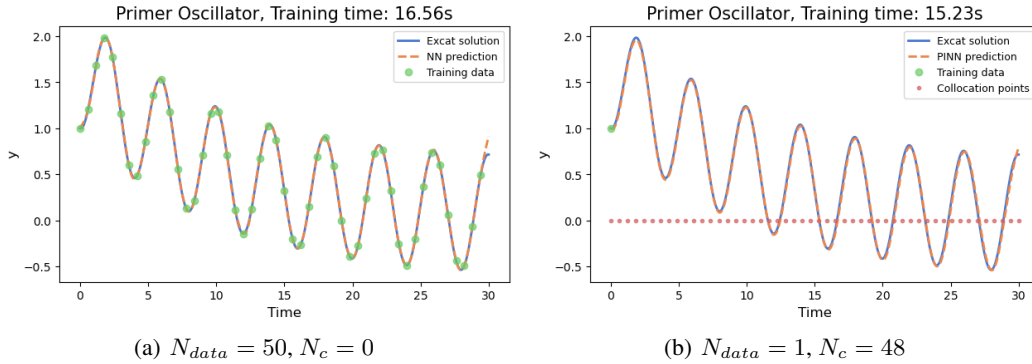 Primer Oscillator, Training time: 16.56s
Excat solution
NN prediction
Training data
y
2.0
1.5
1.0
0.5
0.0
−0.5
0 5 10 15 20 25 30
Time
(a) N_data = 50, N_c = 0
Primer Oscillator, Training time: 15.23s
Excat solution
PINN prediction
Training data
Collocation points
y
2.0
1.5
1.0
0.5
0.0
−0.5
0 5 10 15 20 25 30
Time
(b) N_data = 1, N_c = 48